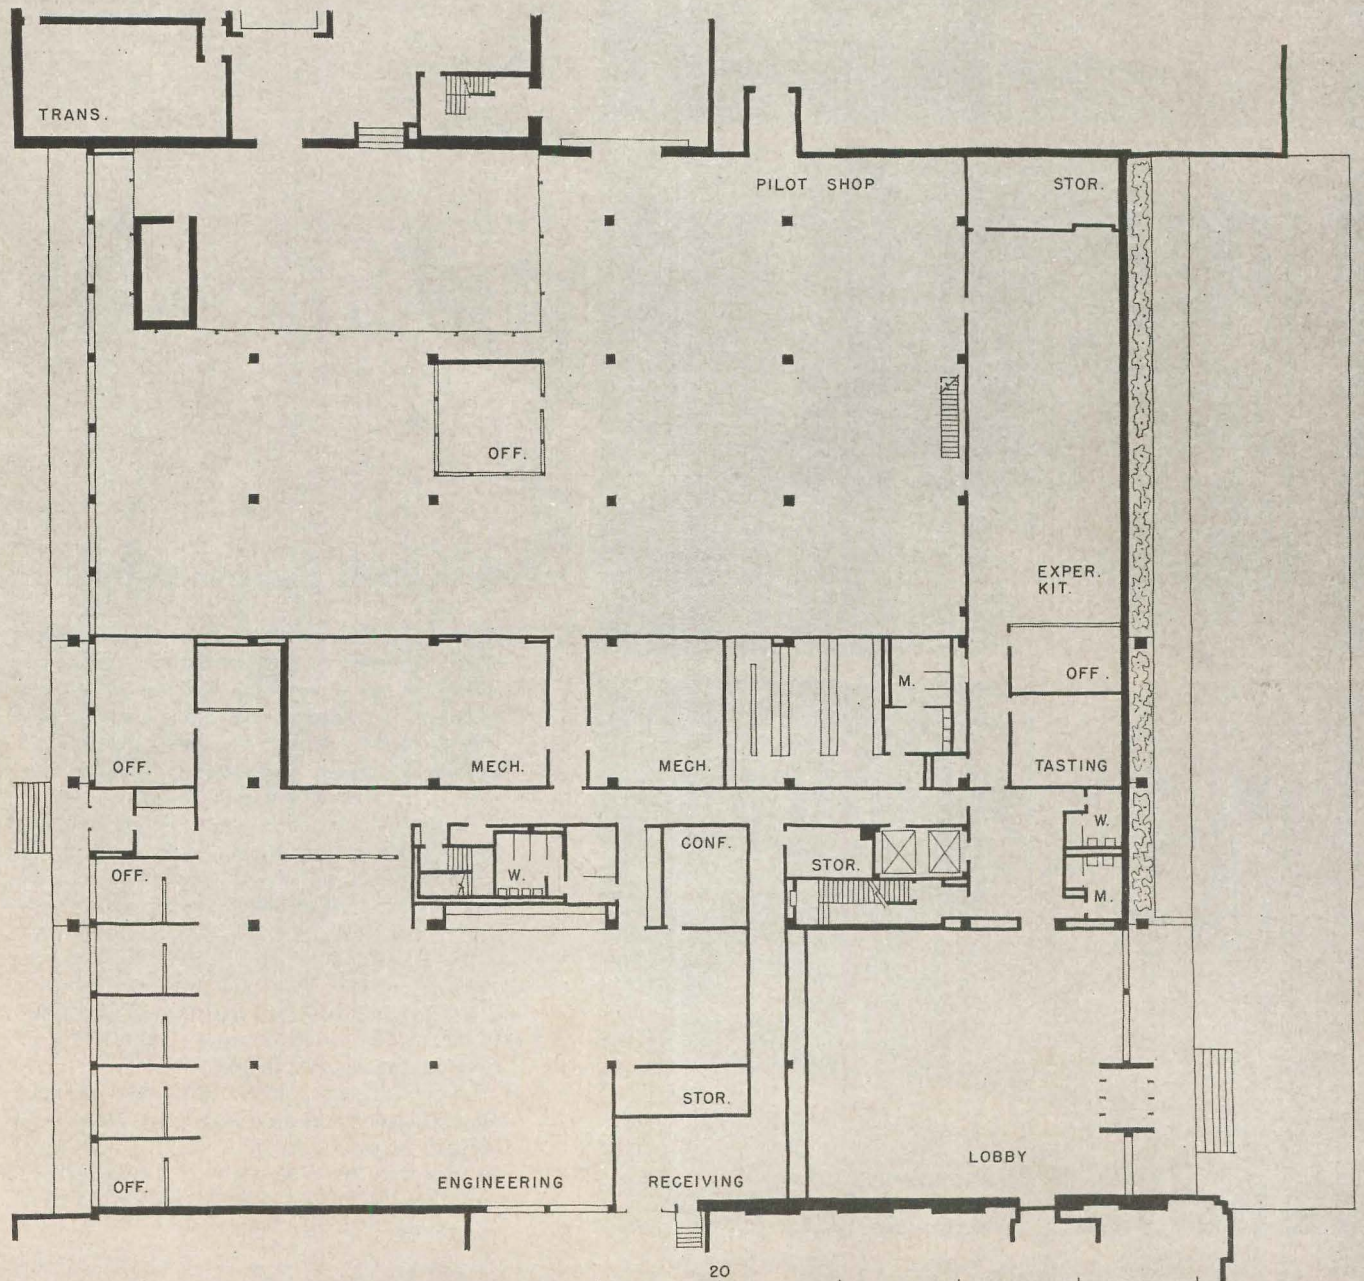 TRANS.
PILOT SHOP
STOR.
OFF.
EXPER.
KIT.
OFF.
M.
OFF.
MECH.
MECH.
TASTING
W.
CONF.
STOR.
OFF.
W.
M.
STOR.
LOBBY
OFF.
ENGINEERING
RECEIVING
20